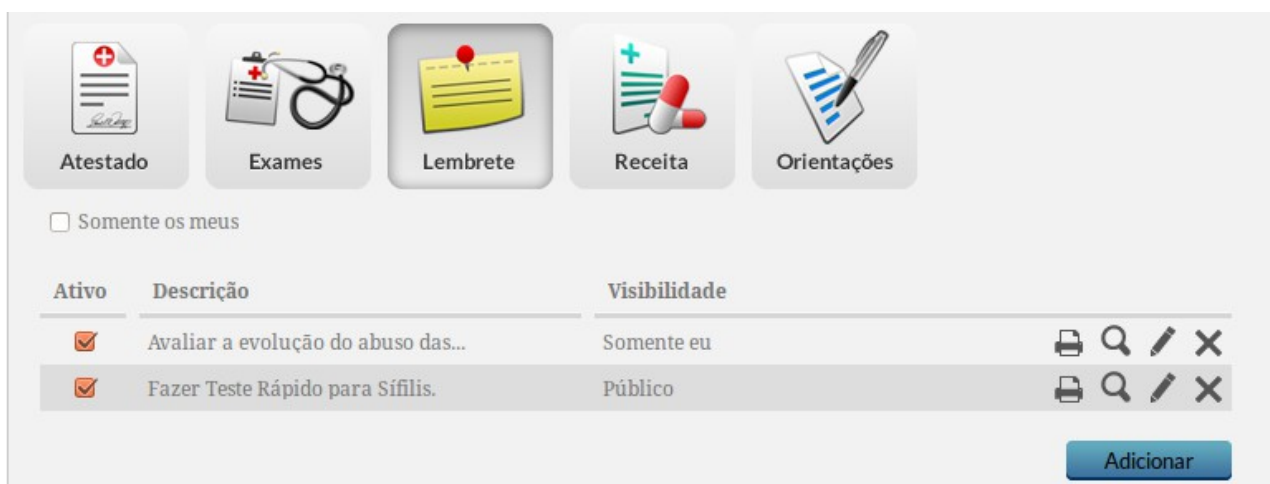 Atestado Exames Lembrete Receita Orientações
Somente os meus
Ativo Descrição Visibilidade
Avaliar a evolução do abuso das... Somente eu
Fazer Teste Rápido para Sífilis. Público
Adicionar